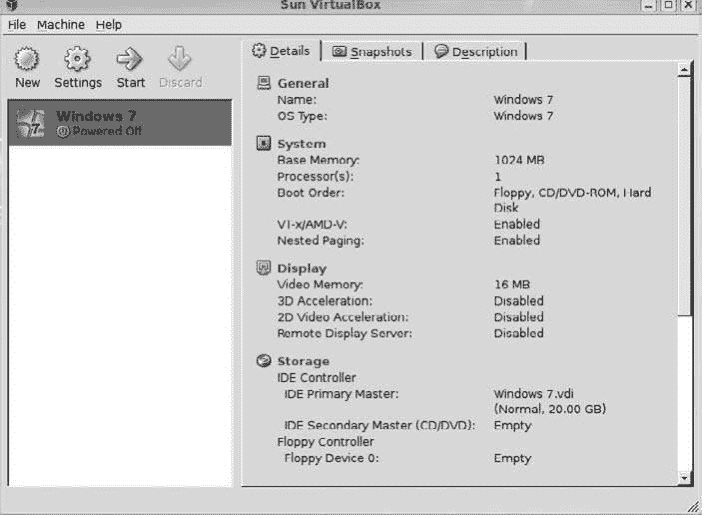 Sun VirtualBox
File Machine Help
New Settings Start Discard
Windows 7
Powered Off
Details Snapshots Description
General
Name: Windows 7
OS Type: Windows 7
System
Base Memory: 1024 MB
Processor(s): 1
Boot Order: Floppy, CD/DVD-ROM, Hard
Disk
VT-x/AMD-V: Enabled
Nested Paging: Enabled
Display
Video Memory: 16 MB
3D Acceleration: Disabled
2D Video Acceleration: Disabled
Remote Display Server: Disabled
Storage
IDE Controller
IDE Primary Master: Windows 7.vdi
(Normal, 20.00 GB)
IDE Secondary Master (CD/DVD): Empty
Floppy Controller
Floppy Device 0: Empty